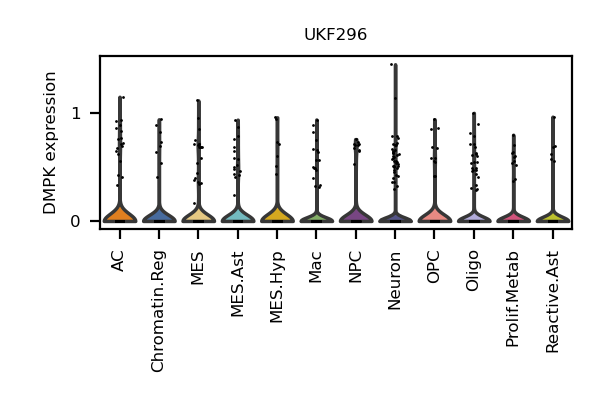 UKF296
DMPK expression
1
0
AC
Chromatin.Reg
MES
MES.Ast
MES.Hyp
Mac
NPC
Neuron
OPC
Oligo
Prolif.Metab
Reactive.Ast